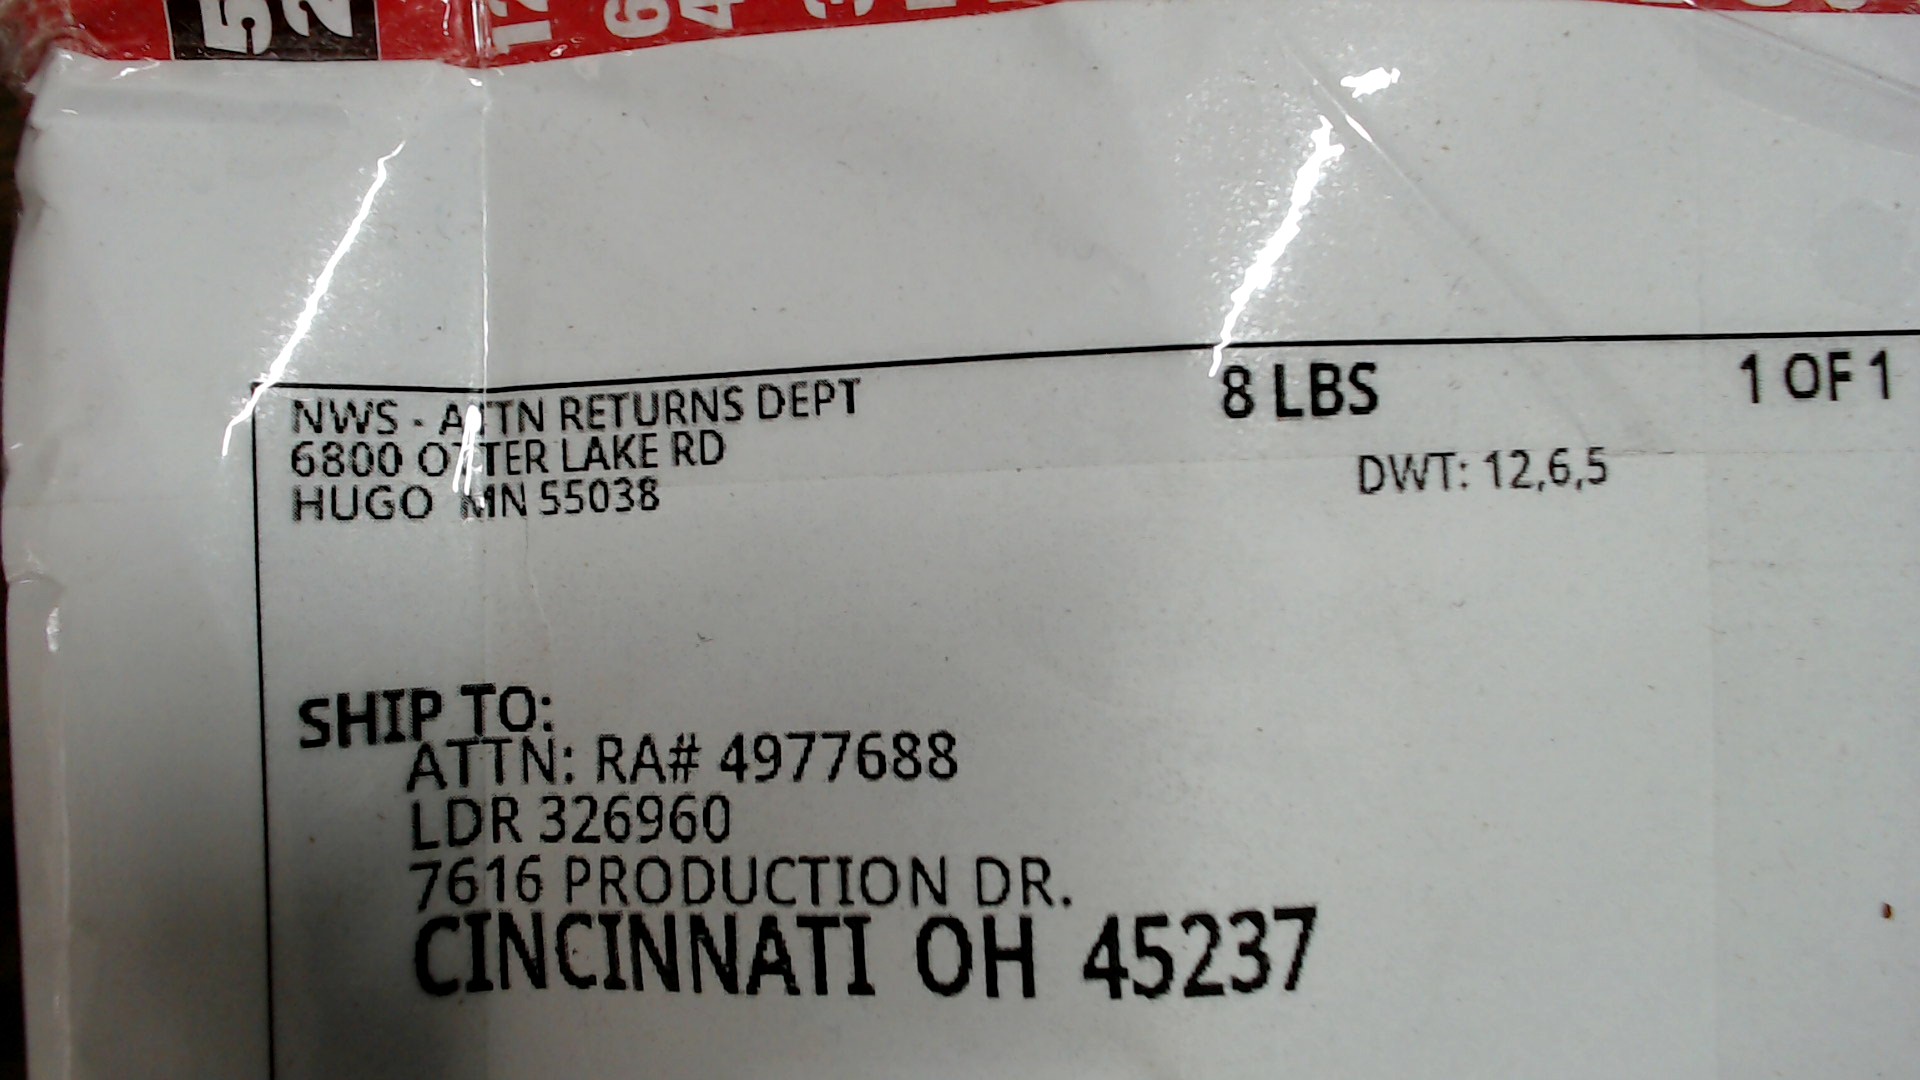 NWS - ATTN RETURNS DEPT
6800 OTTER LAKE RD
HUGO MN 55038
8 LBS
1 OF 1
DWT: 12,6,5
SHIP TO:
ATTN: RA# 4977688
LDR 326960
7616 PRODUCTION DR.
CINCINNATI OH 45237